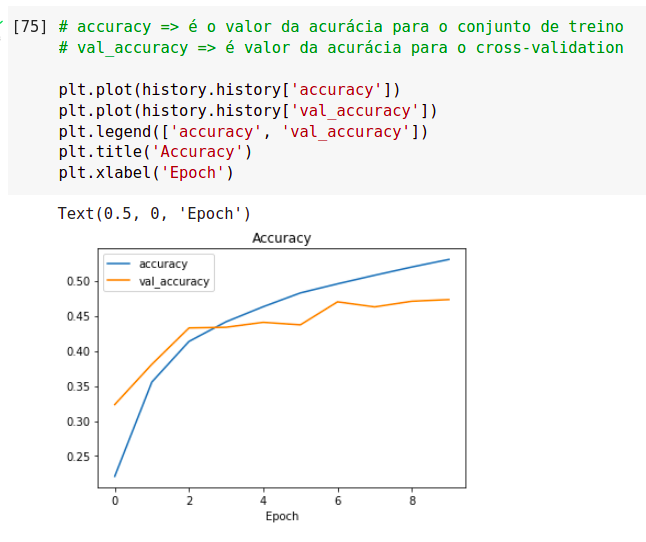 [75] # accuracy => é o valor da acurácia para o conjunto de treino
# val_accuracy => é valor da acurácia para o cross-validation
plt.plot(history.history['accuracy'])
plt.plot(history.history['val_accuracy'])
plt.legend(['accuracy', 'val_accuracy'])
plt.title('Accuracy')
plt.xlabel('Epoch')
Text(0.5, 0, 'Epoch')
Accuracy
accuracy
val_accuracy
0.50
0.45
0.40
0.35
0.30
0.25
0 2 4 6 8
Epoch